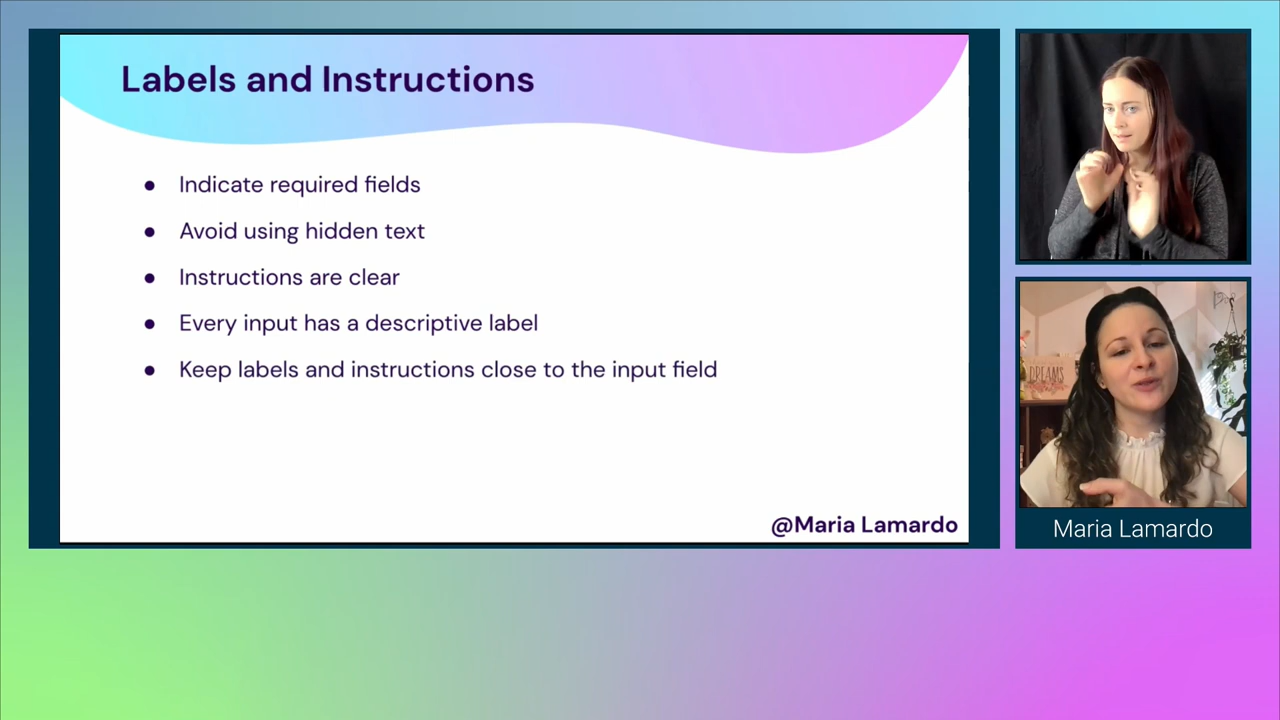 Labels and Instructions
● Indicate required fields
● Avoid using hidden text
● Instructions are clear
● Every input has a descriptive label
● Keep labels and instructions close to the input field
@Maria Lamardo
DREAMS
Maria Lamardo